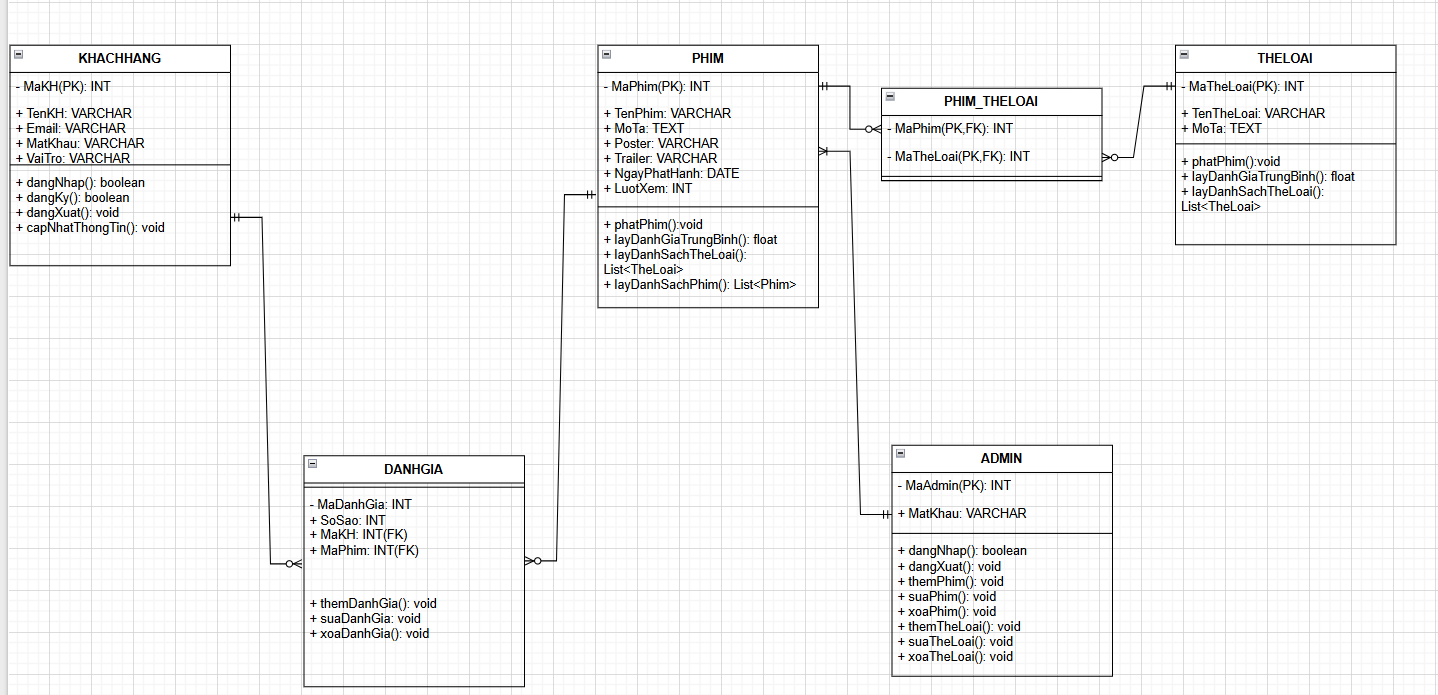 KHACHHANG
- MaKH(PK): INT
+ TenKH: VARCHAR
+ Email: VARCHAR
+ MatKhau: VARCHAR
+ VaiTro: VARCHAR
+ dangNhap(): boolean
+ dangKy(): boolean
+ dangXuat(): void
+ capNhatThongTin(): void
PHIM
- MaPhim(PK): INT
+ TenPhim: VARCHAR
+ MoTa: TEXT
+ Poster: VARCHAR
+ Trailer: VARCHAR
+ NgayPhatHanh: DATE
+ LuotXem: INT
+ phatPhim():void
+ layDanhGiaTrungBinh(): float
+ layDanhSachTheLoai():
List<TheLoai>
+ layDanhSachPhim(): List<Phim>
PHIM_THELOAI
- MaPhim(PK,FK): INT
- MaTheLoai(PK,FK): INT
THELOAI
- MaTheLoai(PK): INT
+ TenTheLoai: VARCHAR
+ MoTa: TEXT
+ phatPhim():void
+ layDanhGiaTrungBinh(): float
+ layDanhSachTheLoai():
List<TheLoai>
DANHGIA
- MaDanhGia: INT
+ SoSao: INT
+ MaKH: INT(FK)
+ MaPhim: INT(FK)
+ themDanhGia(): void
+ suaDanhGia: void
+ xoaDanhGia(): void
ADMIN
- MaAdmin(PK): INT
+ MatKhau: VARCHAR
+ dangNhap(): boolean
+ dangXuat(): void
+ themPhim(): void
+ suaPhim(): void
+ xoaPhim(): void
+ themTheLoai(): void
+ suaTheLoai(): void
+ xoaTheLoai(): void